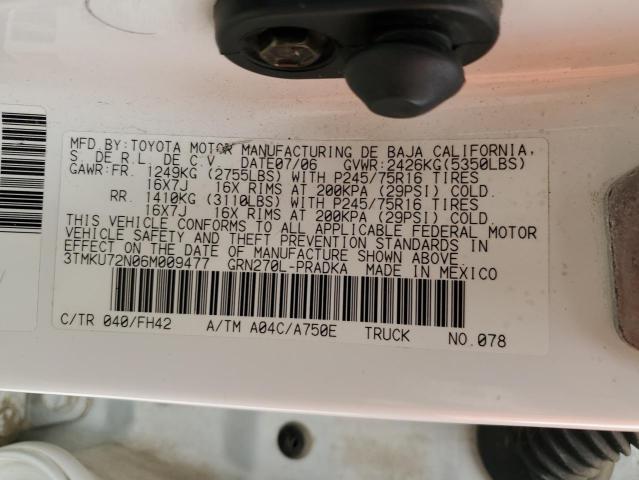 MFD.BY:TOYOTA MOTOR MANUFACTURING DE BAJA CALIFORNIA,
S. DE R.L. DE C.V. DATE07/06 GVWR:2426KG(5350LBS)
GAWR:FR. 1249KG (2755LBS) WITH P245/75R16 TIRES
16X7J 16X RIMS AT 200KPA (29PSI) COLD.
RR. 1410KG (3110LBS) WITH P245/75R16 TIRES
16X7J 16X RIMS AT 200KPA (29PSI) COLD.
THIS VEHICLE CONFORMS TO ALL APPLICABLE FEDERAL MOTOR
VEHICLE SAFETY AND THEFT PREVENTION STANDARDS IN
EFFECT ON THE DATE OF MANUFACTURE SHOWN ABOVE.
3TMKU72N06M009477 GRN270L-PRADKA MADE IN MEXICO
C/TR 040/FH42 A/TM A04C/A750E TRUCK NO.078